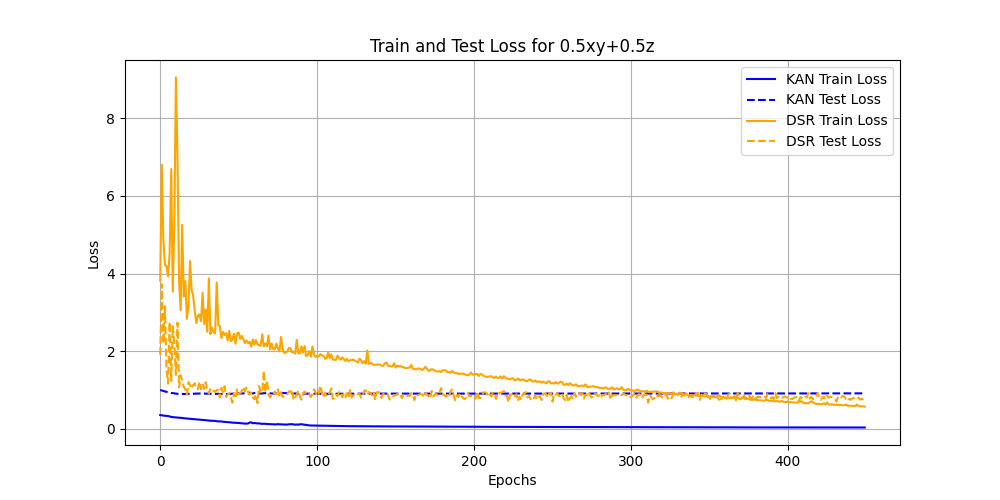 Train and Test Loss for 0.5xy+0.5z
KAN Train Loss
KAN Test Loss
DSR Train Loss
DSR Test Loss
8
6
4
2
0
Loss
0 100 200 300 400
Epochs